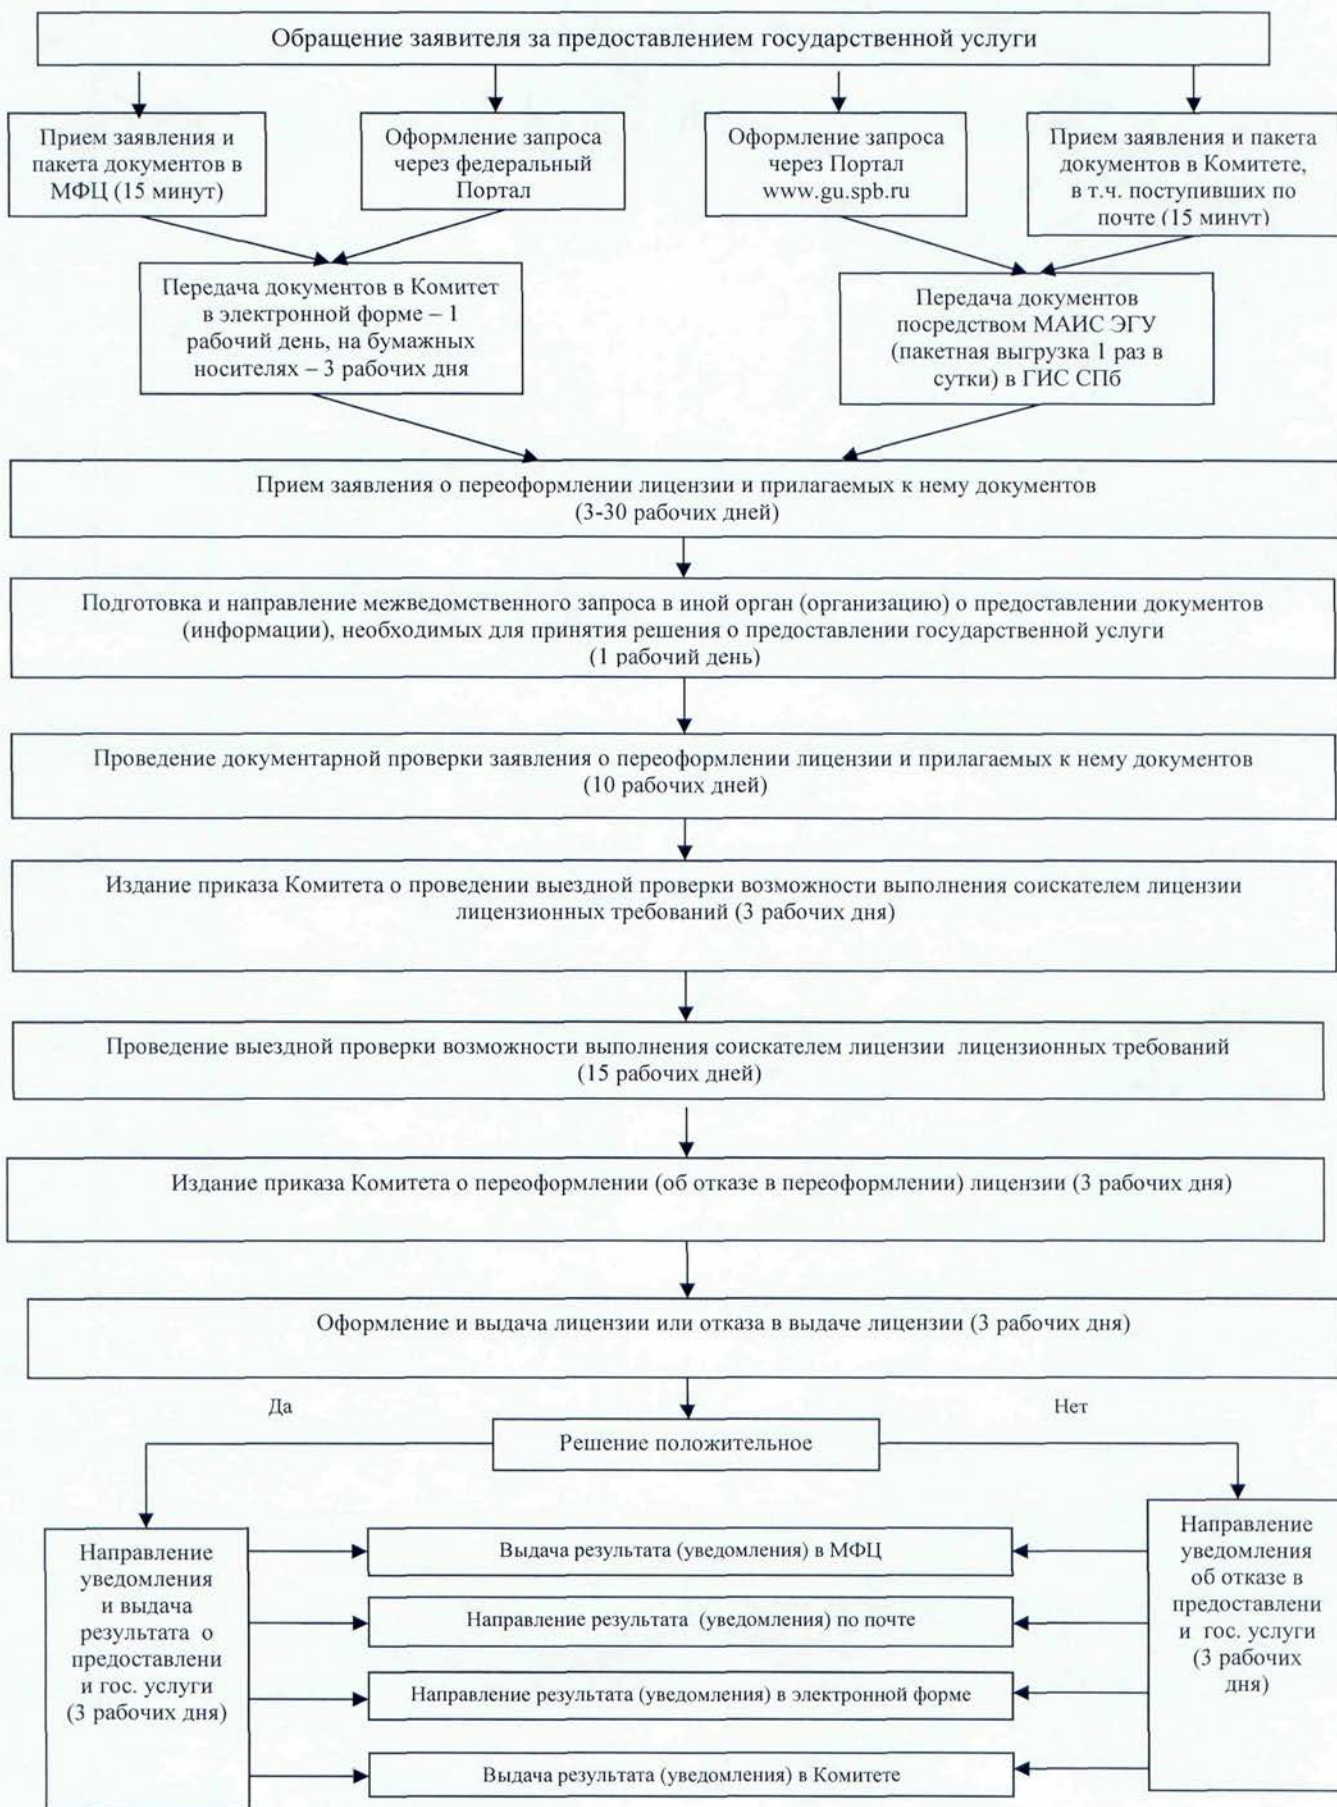 Обращение заявителя за предоставлением государственной услуги
Прием заявления и
пакета документов в
МФЦ (15 минут)
Оформление запроса
через федеральный
Портал
Оформление запроса
через Портал
www.gu.spb.ru
Прием заявления и пакета
документов в Комитете,
в т.ч. поступивших по
почте (15 минут)
Передача документов в Комитет
в электронной форме – 1
рабочий день, на бумажных
носителях – 3 рабочих дня
Передача документов
посредством МАИС ЭГУ
(пакетная выгрузка 1 раз в
сутки) в ГИС СПб
Прием заявления о переоформлении лицензии и прилагаемых к нему документов
(3-30 рабочих дней)
Подготовка и направление межведомственного запроса в иной орган (организацию) о предоставлении документов
(информации), необходимых для принятия решения о предоставлении государственной услуги
(1 рабочий день)
Проведение документарной проверки заявления о переоформлении лицензии и прилагаемых к нему документов
(10 рабочих дней)
Издание приказа Комитета о проведении выездной проверки возможности выполнения соискателем лицензии
лицензионных требований (3 рабочих дня)
Проведение выездной проверки возможности выполнения соискателем лицензии лицензионных требований
(15 рабочих дней)
Издание приказа Комитета о переоформлении (об отказе в переоформлении) лицензии (3 рабочих дня)
Оформление и выдача лицензии или отказа в выдаче лицензии (3 рабочих дня)
Да
Нет
Решение положительное
Направление
уведомления
и выдача
результата о
предоставлени
и гос. услуги
(3 рабочих дня)
Выдача результата (уведомления) в МФЦ
Направление результата (уведомления) по почте
Направление результата (уведомления) в электронной форме
Выдача результата (уведомления) в Комитете
Направление
уведомления
об отказе в
предоставлени
и гос. услуги
(3 рабочих
дня)